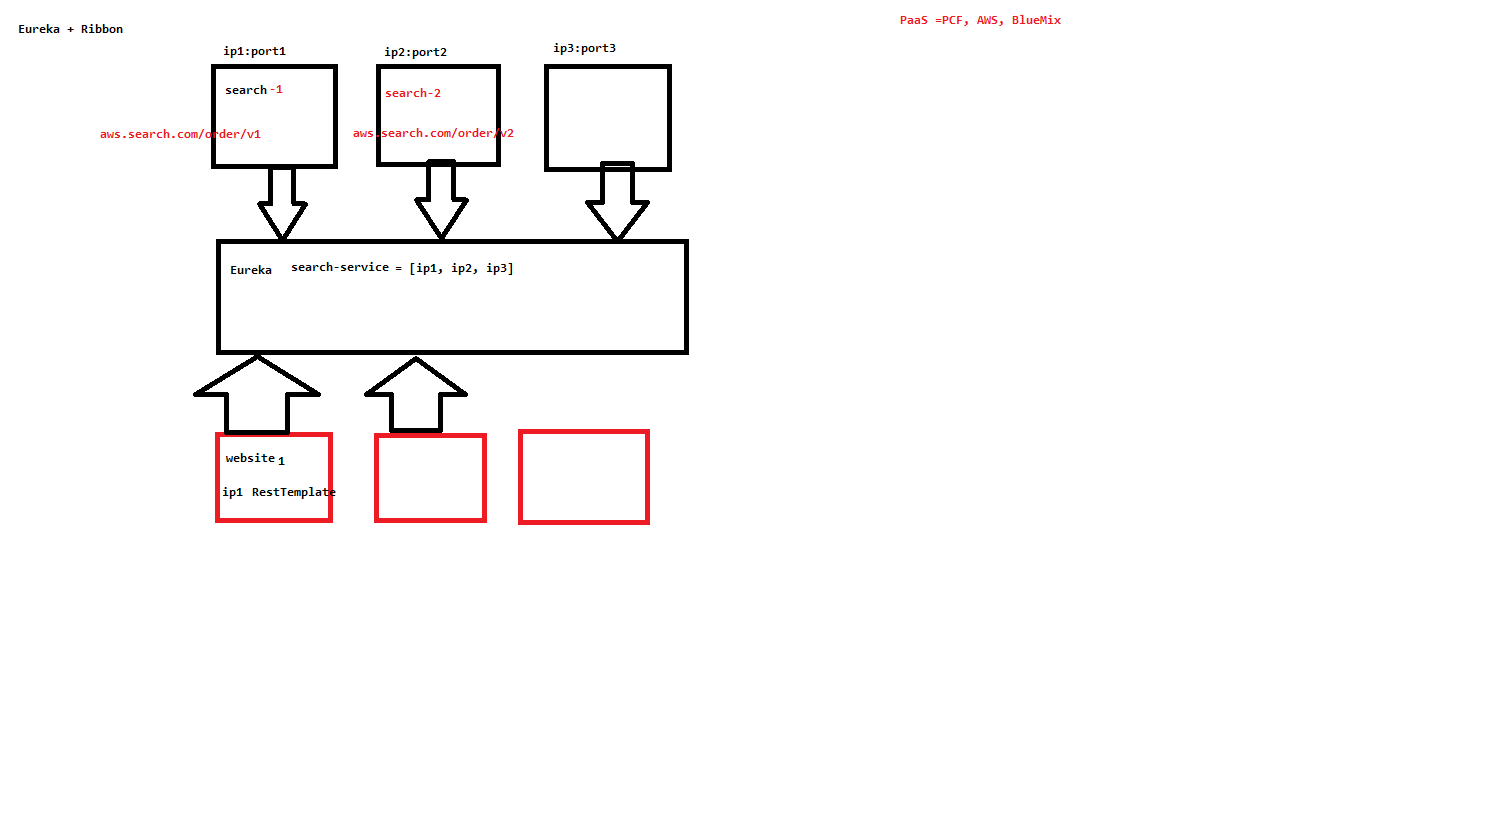 PaaS =PCF, AWS, BlueMix
Eureka + Ribbon
ip1:port1
ip2:port2
ip3:port3
search -1
search-2
aws.search.com/order/v1
aws.search.com/order/v2
Eureka search-service = [ip1, ip2, ip3]
website 1
ip1 RestTemplate